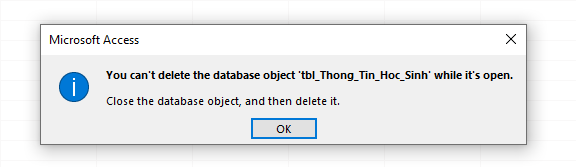 Microsoft Access
You can't delete the database object 'tbl_Thong_Tin_Hoc_Sinh' while it's open.
Close the database object, and then delete it.
OK